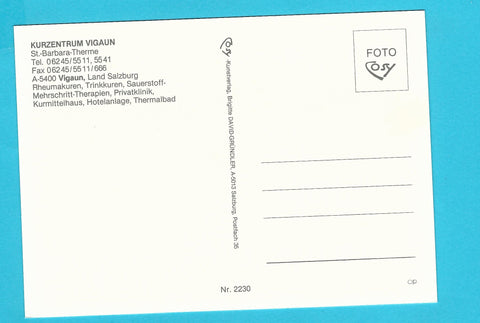 KURZENTRUM VIGAUN
St.-Barbara-Therme
Tel. 06245/5511, 5541
Fax 06245/5511/666
A-5400 Vigaun, Land Salzburg
Rheumakuren, Trinkkuren, Sauerstoff-
Mehrschritt-Therapien, Privatklinik,
Kurmittelhaus, Hotelanlage, Thermalbad
Cosy -Kunstverlag, Brigitte DAVID-GRÜNDLER, A-5013 Salzburg, Postfach 35
FOTO
COSY
Nr. 2230